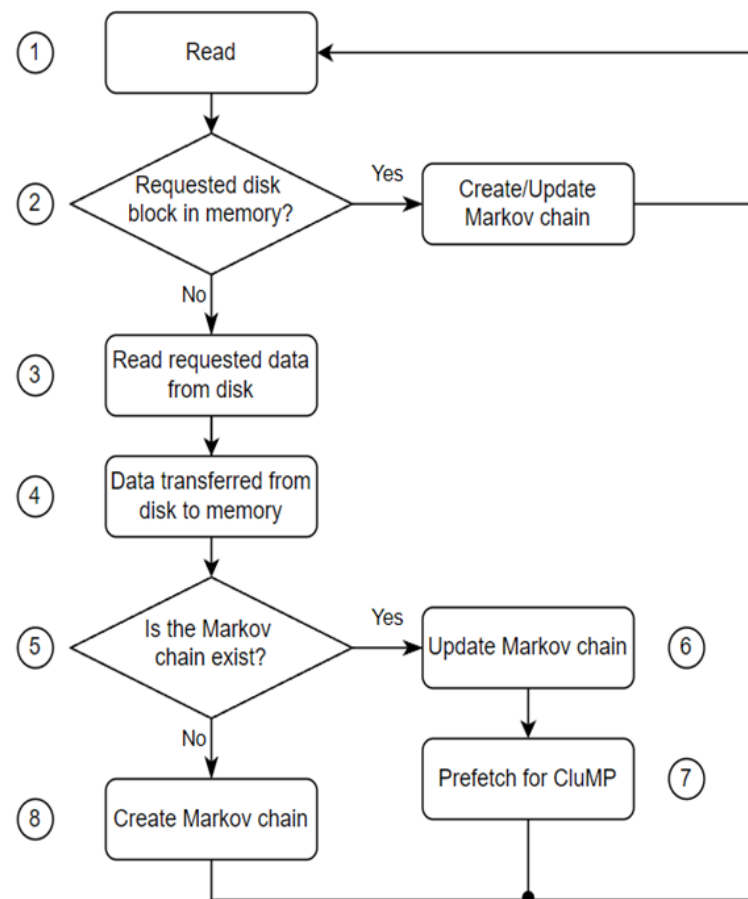 1
Read
2
Requested disk
block in memory?
Yes
Create/Update
Markov chain
No
3
Read requested data
from disk
4
Data transferred from
disk to memory
5
Is the Markov
chain exist?
Yes
Update Markov chain
6
No
Prefetch for CluMP
7
8
Create Markov chain